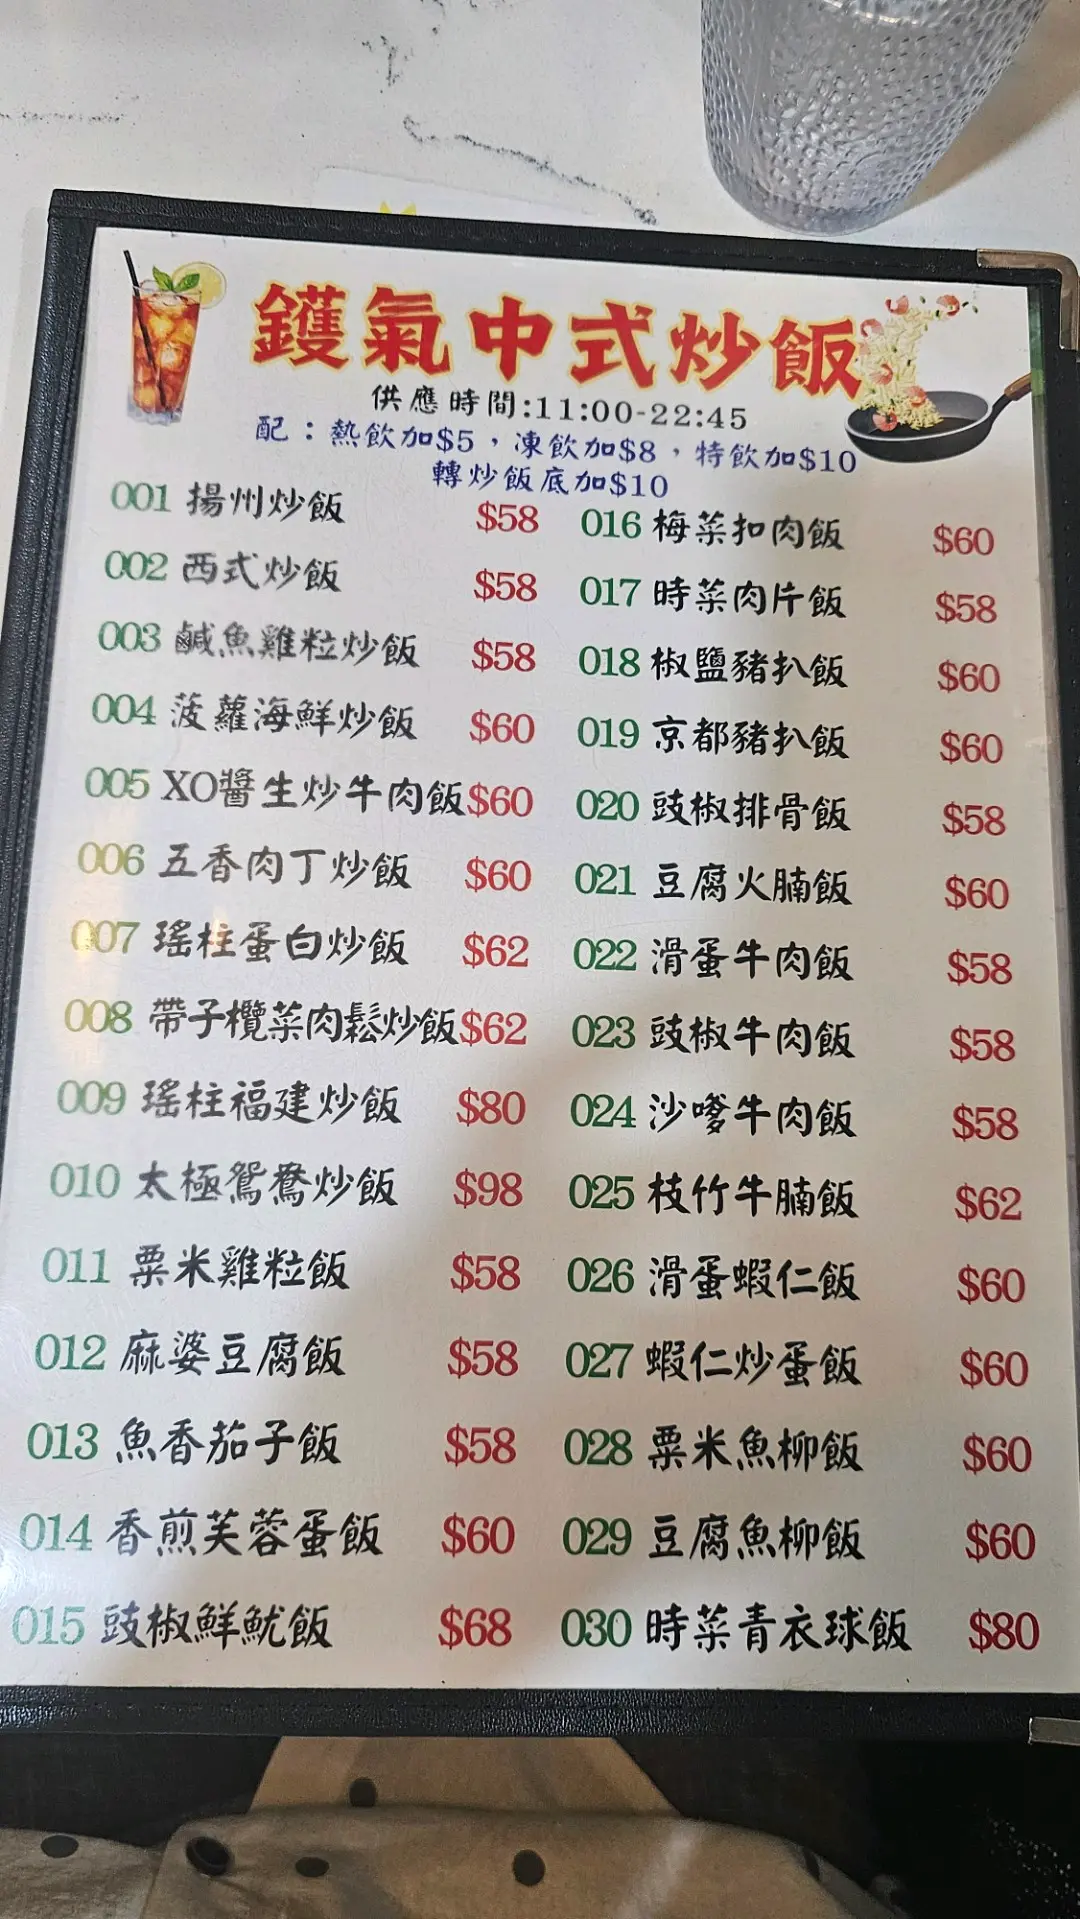 鑊氣中式炒飯
供應時間:11:00-22:45
配：熱飲加$5，凍飲加$8，特飲加$10
轉炒飯底加$10
001 揚州炒飯 $58
002 西式炒飯 $58
003 鹹魚雞粒炒飯 $58
004 菠蘿海鮮炒飯 $60
005 XO醬生炒牛肉飯 $60
006 五香肉丁炒飯 $60
007 瑤柱蛋白炒飯 $62
008 帶子欖菜肉鬆炒飯 $62
009 瑤柱福建炒飯 $80
010 太極鴛鴦炒飯 $98
011 粟米雞粒飯 $58
012 麻婆豆腐飯 $58
013 魚香茄子飯 $58
014 香煎芙蓉蛋飯 $60
015 豉椒鮮魷飯 $68
016 梅菜扣肉飯 $60
017 時菜肉片飯 $58
018 椒鹽豬扒飯 $60
019 京都豬扒飯 $60
020 豉椒排骨飯 $58
021 豆腐火腩飯 $60
022 滑蛋牛肉飯 $58
023 豉椒牛肉飯 $58
024 沙嗲牛肉飯 $58
025 枝竹牛腩飯 $62
026 滑蛋蝦仁飯 $60
027 蝦仁炒蛋飯 $60
028 粟米魚柳飯 $60
029 豆腐魚柳飯 $60
030 時菜青衣球飯 $80